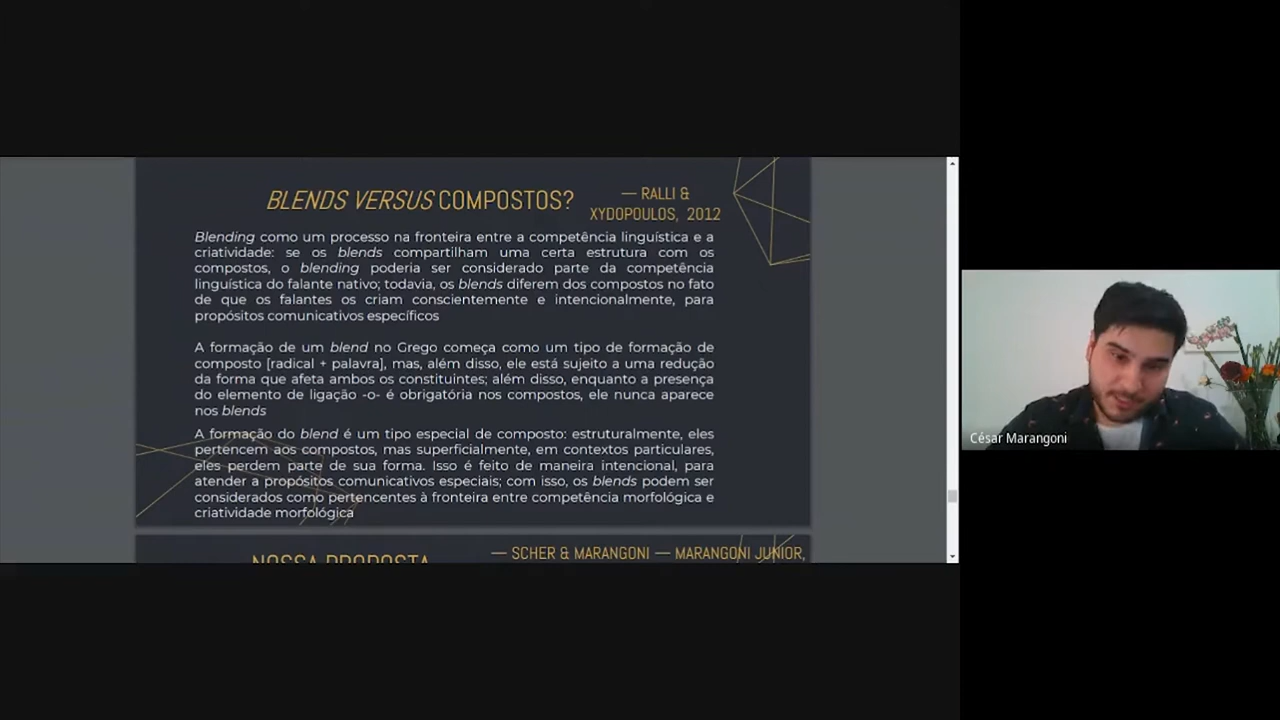 BLENDS VERSUS COMPOSTOS?
— RALLI &
XYDOPOULOS, 2012
Blending como um processo na fronteira entre a competência linguística e a
criatividade: se os blends compartilham uma certa estrutura com os
compostos, o blending poderia ser considerado parte da competência
linguística do falante nativo; todavia, os blends diferem dos compostos no fato
de que os falantes os criam conscientemente e intencionalmente, para
propósitos comunicativos específicos
A formação de um blend no Grego começa como um tipo de formação de
composto [radical + palavra], mas, além disso, ele está sujeito a uma redução
da forma que afeta ambos os constituintes; além disso, enquanto a presença
do elemento de ligação -o- é obrigatória nos compostos, ele nunca aparece
nos blends
A formação do blend é um tipo especial de composto: estruturalmente, eles
pertencem aos compostos, mas superficialmente, em contextos particulares,
eles perdem parte de sua forma. Isso é feito de maneira intencional, para
atender a propósitos comunicativos especiais; com isso, os blends podem ser
considerados como pertencentes à fronteira entre competência morfológica e
criatividade morfológica
NOSSA PROPOSTA
— SCHER & MARANGONI — MARANGONI JUNIOR,
César Marangoni